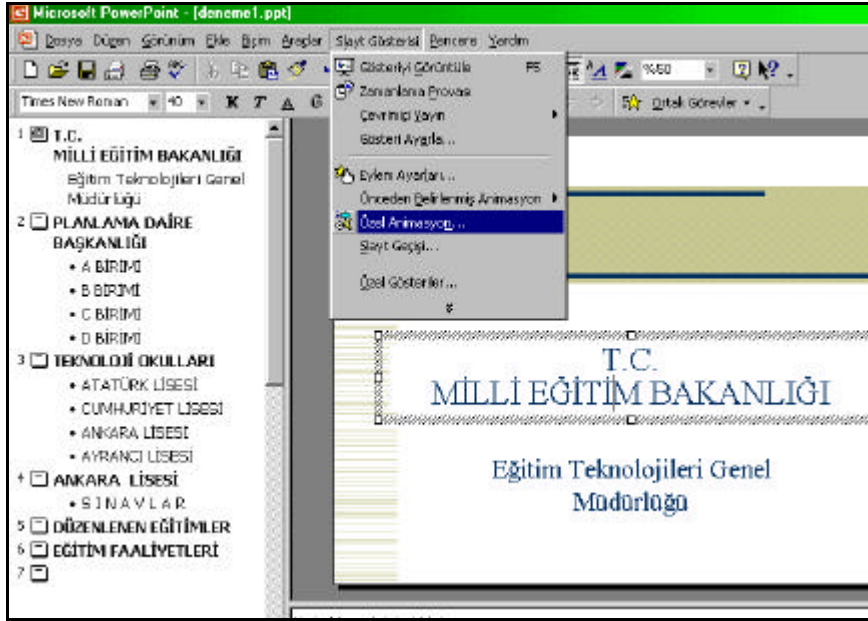 Microsoft PowerPoint - [deneme1.ppt]
Dosya Düzen Görünüm Ekle Biçim Araçlar Slayt Gösterisi Pencere Yardım
%50
Times New Roman 40 K T A G
Ortak Görevler
Gösteriyi Görüntüle F5
Zamanlama Provası
Çevrimiçi Yayın
Gösteri Ayarla...
Eylem Ayarları...
Önceden Belirlenmiş Animasyon
Özel Animasyon...
Slayt Geçişi...
Özel Gösteriler...
1 T.C.
MİLLİ EĞİTİM BAKANLIĞI
Eğitim Teknolojileri Genel
Müdürlüğü
2 PLANLAMA DAİRE
BAŞKANLIĞI
• A BİRİMİ
• B BİRİMİ
• C BİRİMİ
• D BİRİMİ
3 TEKNOLOJİ OKULLARI
• ATATÜRK LİSESİ
• CUMHURİYET LİSESİ
• ANKARA LİSESİ
• AYRANCI LİSESİ
4 ANKARA LİSESİ
• S I N A V L A R
5 DÜZENLENEN EĞİTİMLER
6 EĞİTİM FAALİYETLERİ
7
T.C.
MİLLİ EĞİTİM BAKANLIĞI
Eğitim Teknolojileri Genel
Müdürlüğü